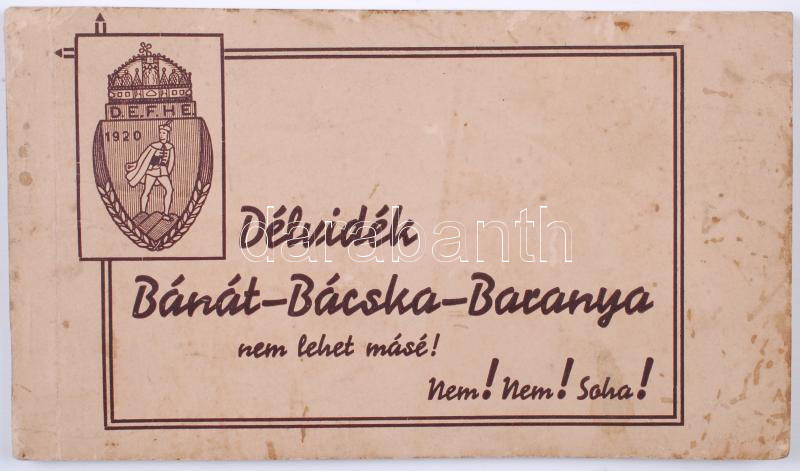 D.E.F.H.E.
1920
Délvidék
Bánát-Bácska-Baranya
nem lehet másé!
Nem! Nem! Soha!
darabanth